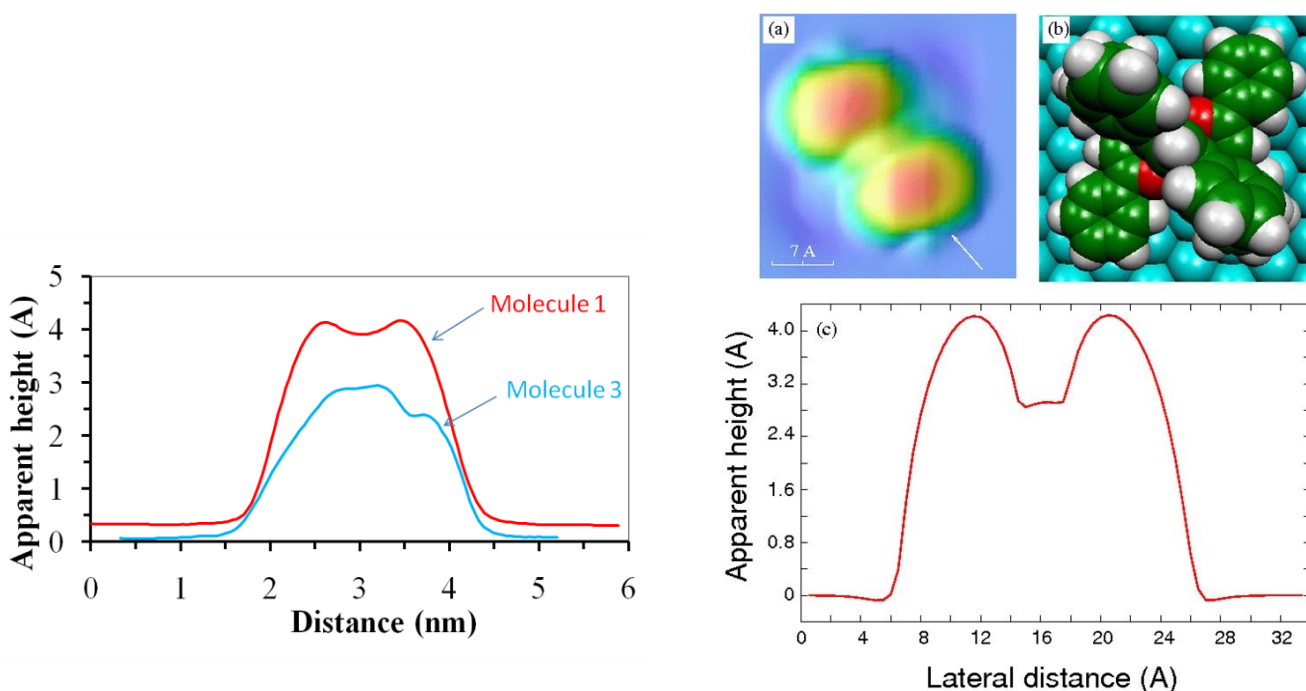 5
4
3
2
1
0
Apparent height (A)
Molecule 1
Molecule 3
0 1 2 3 4 5 6
Distance (nm)
(a)
7 A
(b)
(c)
4.0
3.2
2.4
1.6
0.8
0
Apparent height (A)
0 4 8 12 16 20 24 28 32
Lateral distance (A)